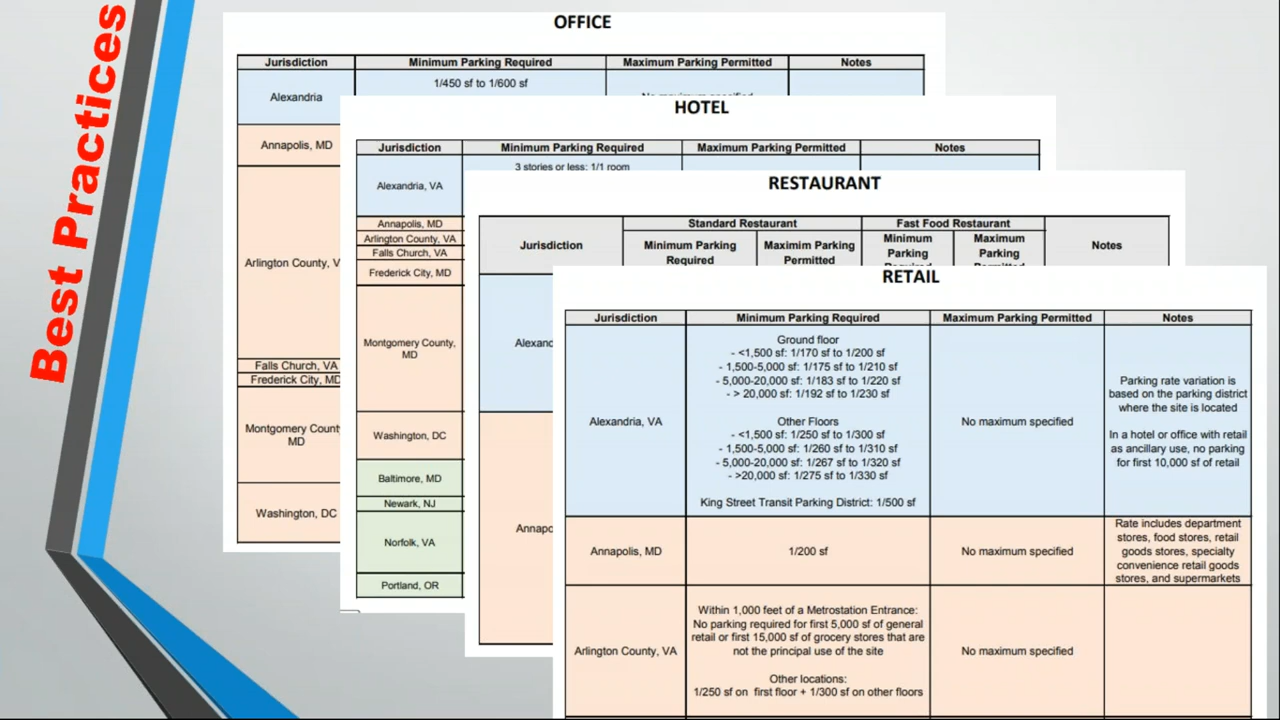 Best Practices
OFFICE
Jurisdiction Minimum Parking Required Maximum Parking Permitted Notes
Alexandria
1/450 sf to 1/600 sf
Annapolis, MD
Arlington County, V
Falls Church, VA
Frederick City, MD
Montgomery Count
MD
Washington, DC
HOTEL
Jurisdiction Minimum Parking Required Maximum Parking Permitted Notes
Alexandria, VA
3 stories or less: 1/1 room
Annapolis, MD
Arlington County, VA
Falls Church, VA
Frederick City, MD
Montgomery County,
MD
Washington, DC
Baltimore, MD
Newark, NJ
Norfolk, VA
Portland, OR
RESTAURANT
Jurisdiction
Standard Restaurant
Fast Food Restaurant
Notes
Minimum Parking
Required
Maximim Parking
Permitted
Minimum
Parking
Maximum
Parking
Alexand
Annapo
RETAIL
Jurisdiction Minimum Parking Required Maximum Parking Permitted Notes
Alexandria, VA
Ground floor
- <1,500 sf: 1/170 sf to 1/200 sf
- 1,500-5,000 sf: 1/175 sf to 1/210 sf
- 5,000-20,000 sf: 1/183 sf to 1/220 sf
- > 20,000 sf: 1/192 sf to 1/230 sf
Other Floors
- <1,500 sf: 1/250 sf to 1/300 sf
- 1,500-5,000 sf: 1/260 sf to 1/310 sf
- 5,000-20,000 sf: 1/267 sf to 1/320 sf
- >20,000 sf: 1/275 sf to 1/330 sf
King Street Transit Parking District: 1/500 sf
No maximum specified
Parking rate variation is
based on the parking district
where the site is located
In a hotel or office with retail
as ancillary use, no parking
for first 10,000 sf of retail
Annapolis, MD
1/200 sf
No maximum specified
Rate includes department
stores, food stores, retail
goods stores, specialty
convenience retail goods
stores, and supermarkets
Arlington County, VA
Within 1,000 feet of a Metrostation Entrance:
No parking required for first 5,000 sf of general
retail or first 15,000 sf of grocery stores that are
not the principal use of the site
Other locations:
1/250 sf on first floor + 1/300 sf on other floors
No maximum specified